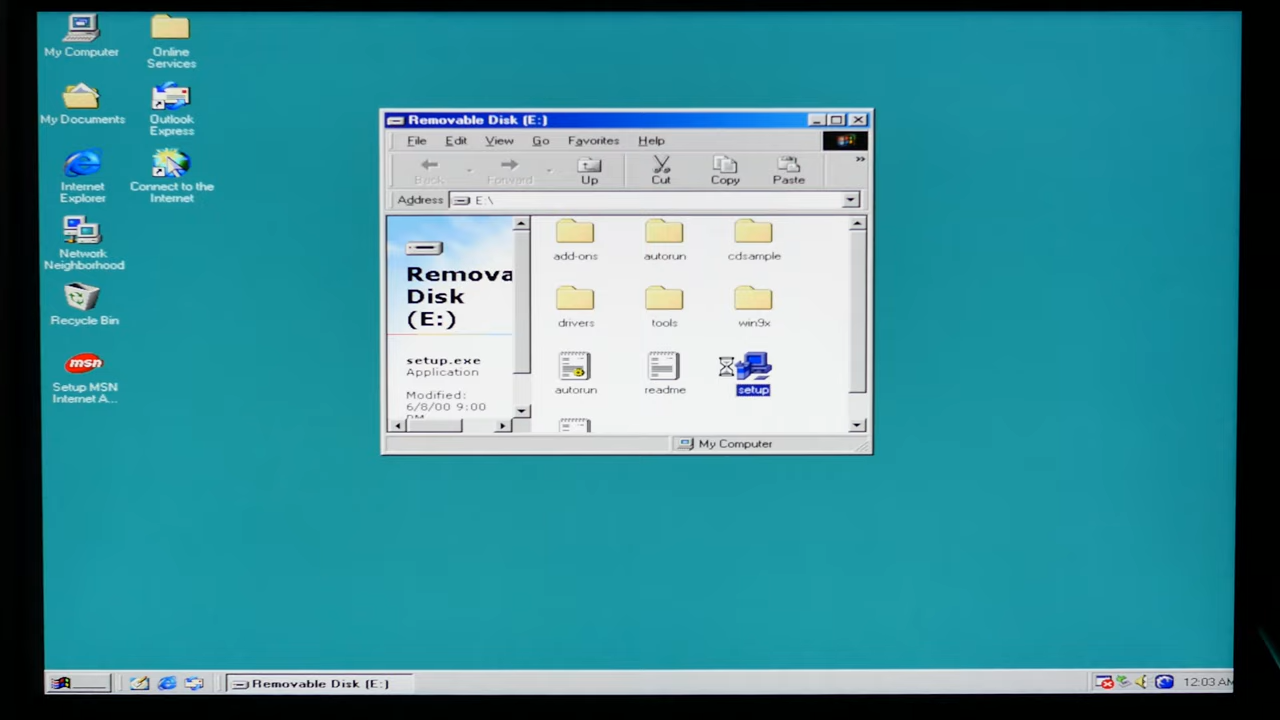 My Computer
Online
Services
My Documents
Outlook
Express
Internet
Explorer
Connect to the
Internet
Network
Neighborhood
Recycle Bin
msn
Setup MSN
Internet A...
Removable Disk (E:)
File Edit View Go Favorites Help
Back Forward Up Cut Copy Paste »
Address E:\
Remova
Disk
(E:)
setup.exe
Application
Modified:
6/8/00 9:00
PM
add-ons autorun cdsample
drivers tools win9x
autorun readme setup
My Computer
Removable Disk (E:)
12:03 AM